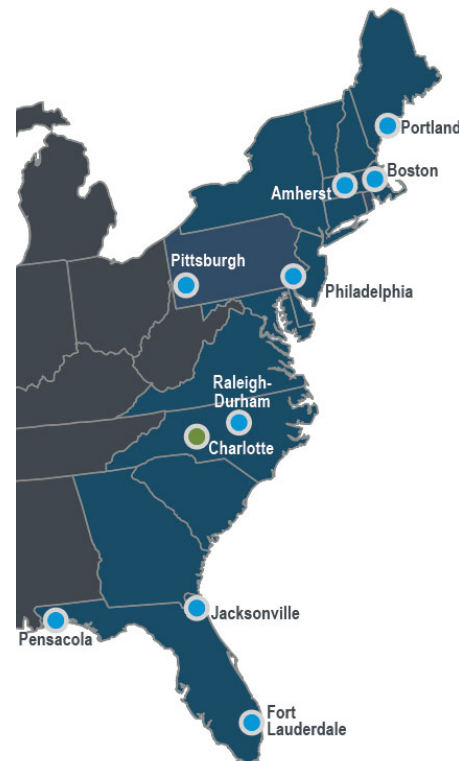 Portland
Boston
Amherst
Pittsburgh
Philadelphia
Raleigh-
Durham
Charlotte
Jacksonville
Pensacola
Fort
Lauderdale